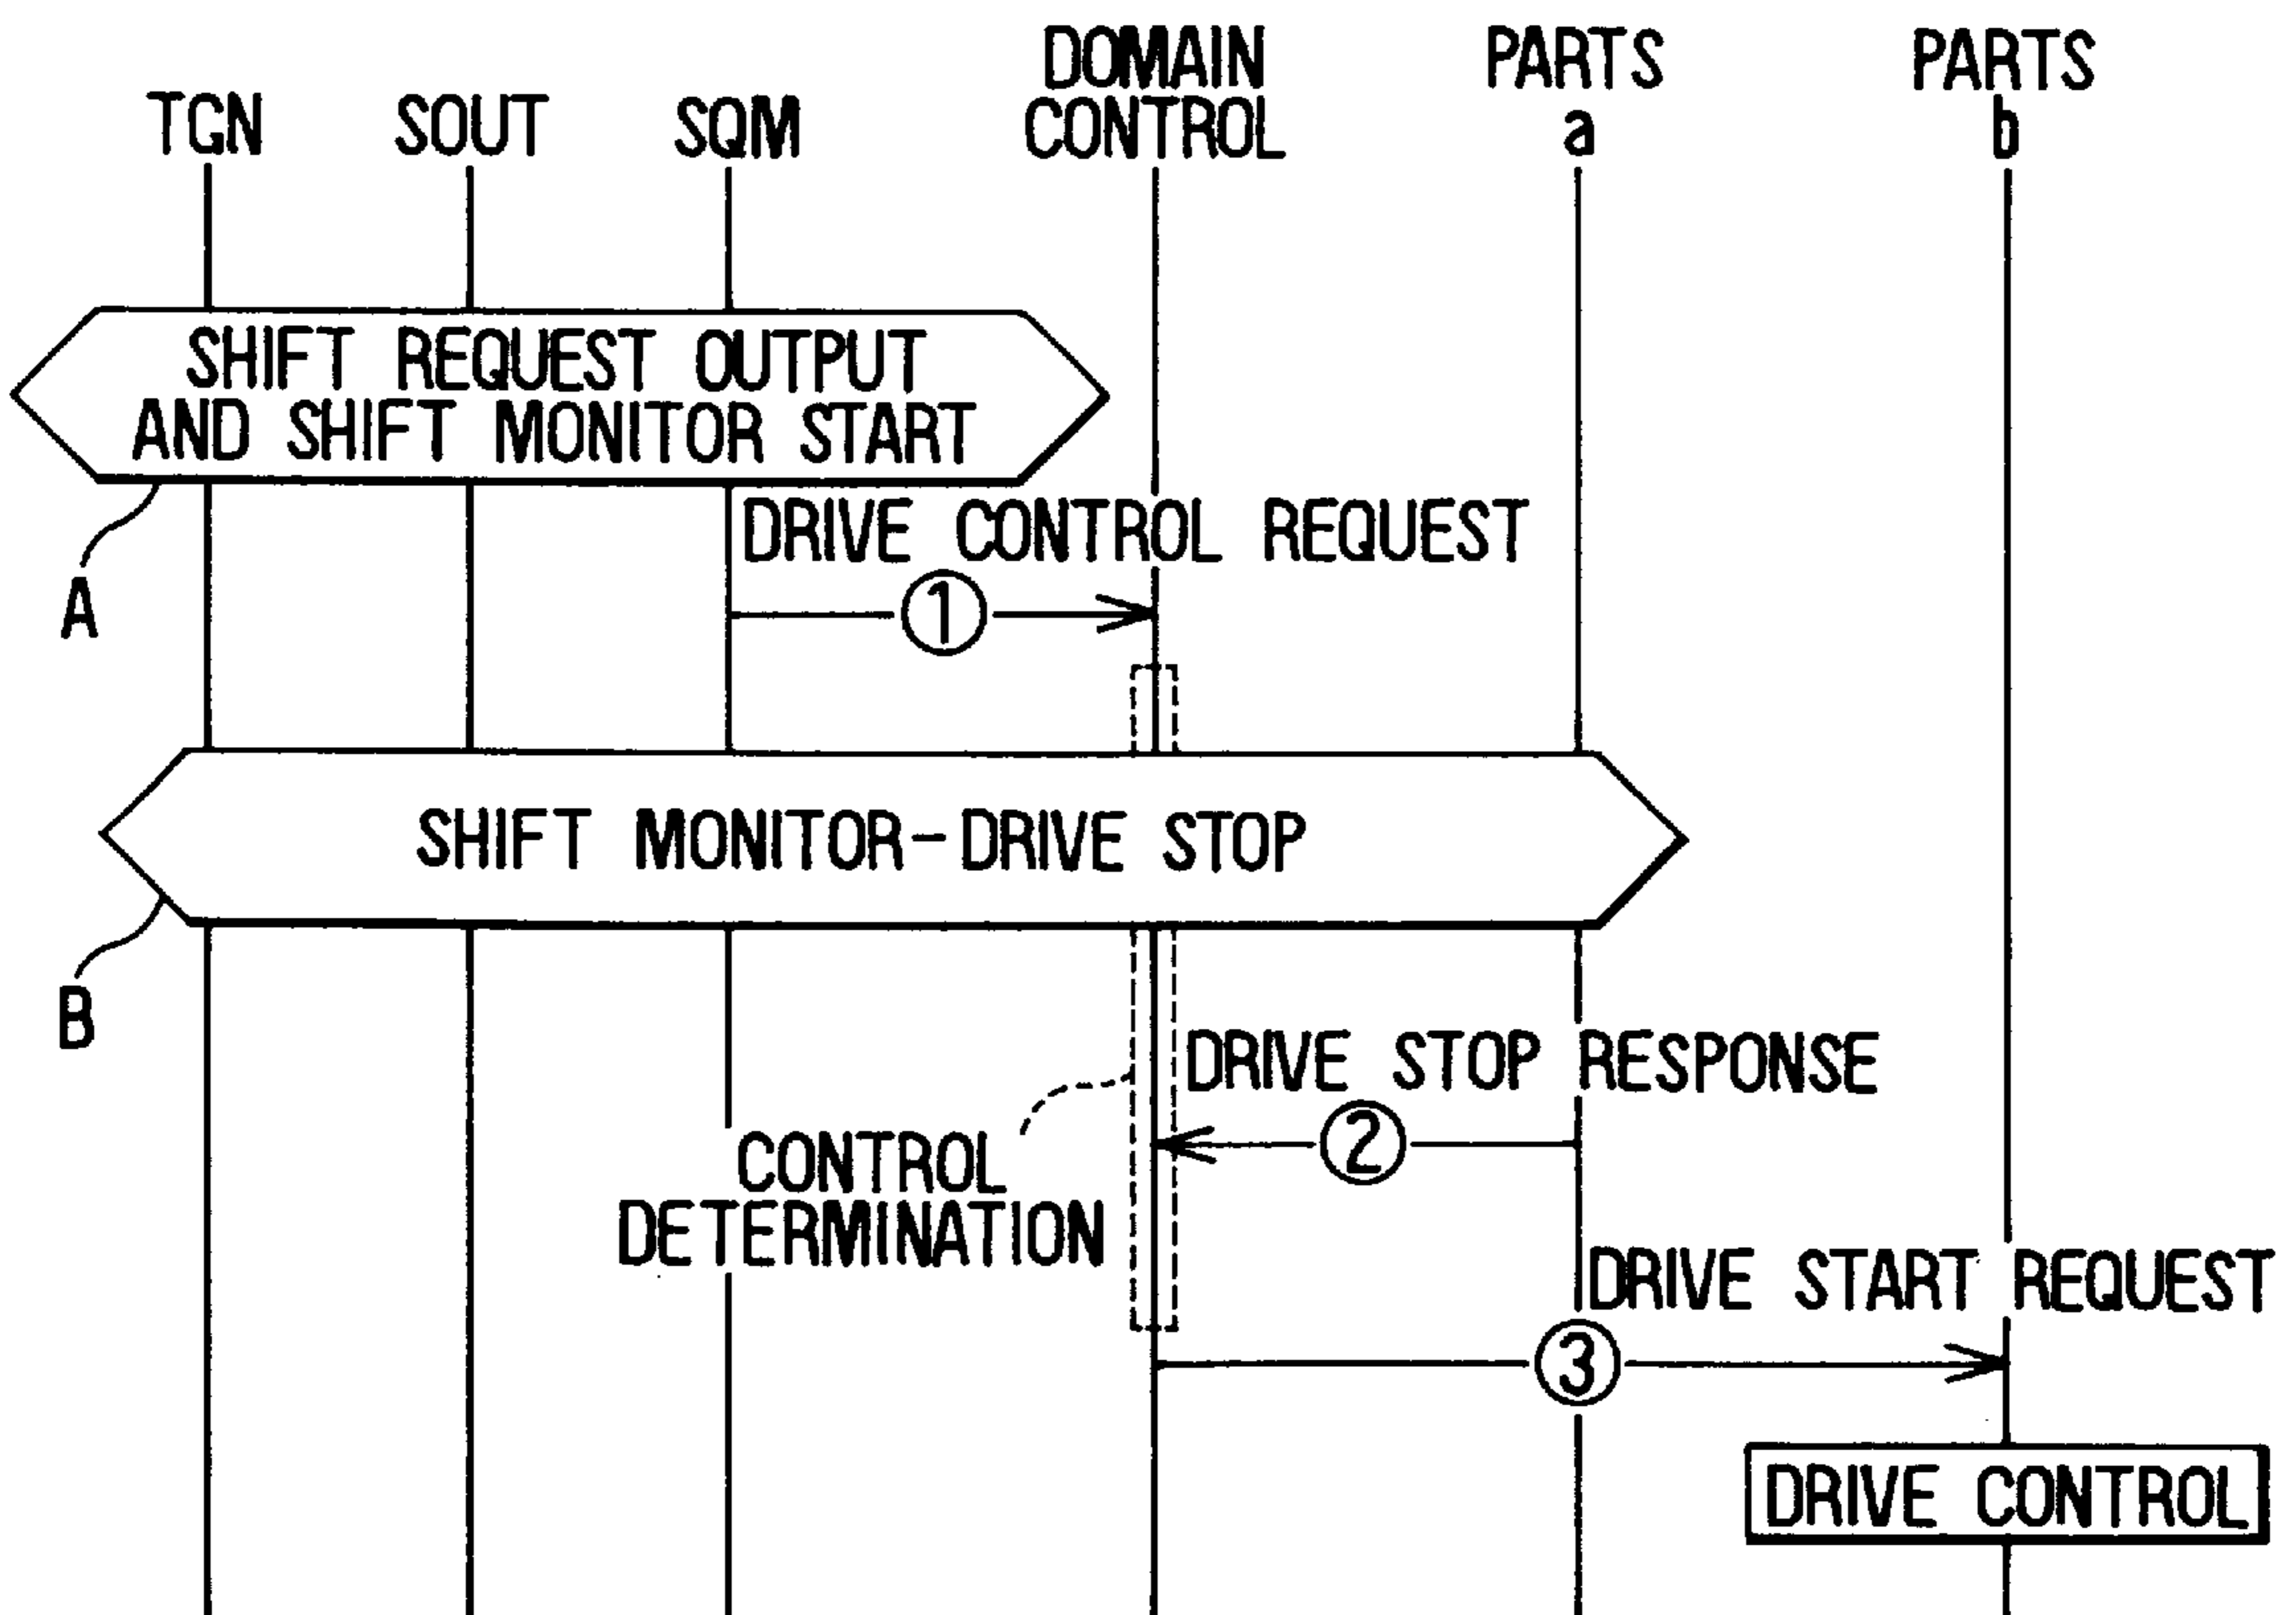 TGN
SOUT
SQM
DOMAIN
CONTROL
PARTS
a
PARTS
b
SHIFT REQUEST OUTPUT
AND SHIFT MONITOR START
A
DRIVE CONTROL REQUEST
①
SHIFT MONITOR-DRIVE STOP
B
DRIVE STOP RESPONSE
②
CONTROL
DETERMINATION
DRIVE START REQUEST
③
DRIVE CONTROL